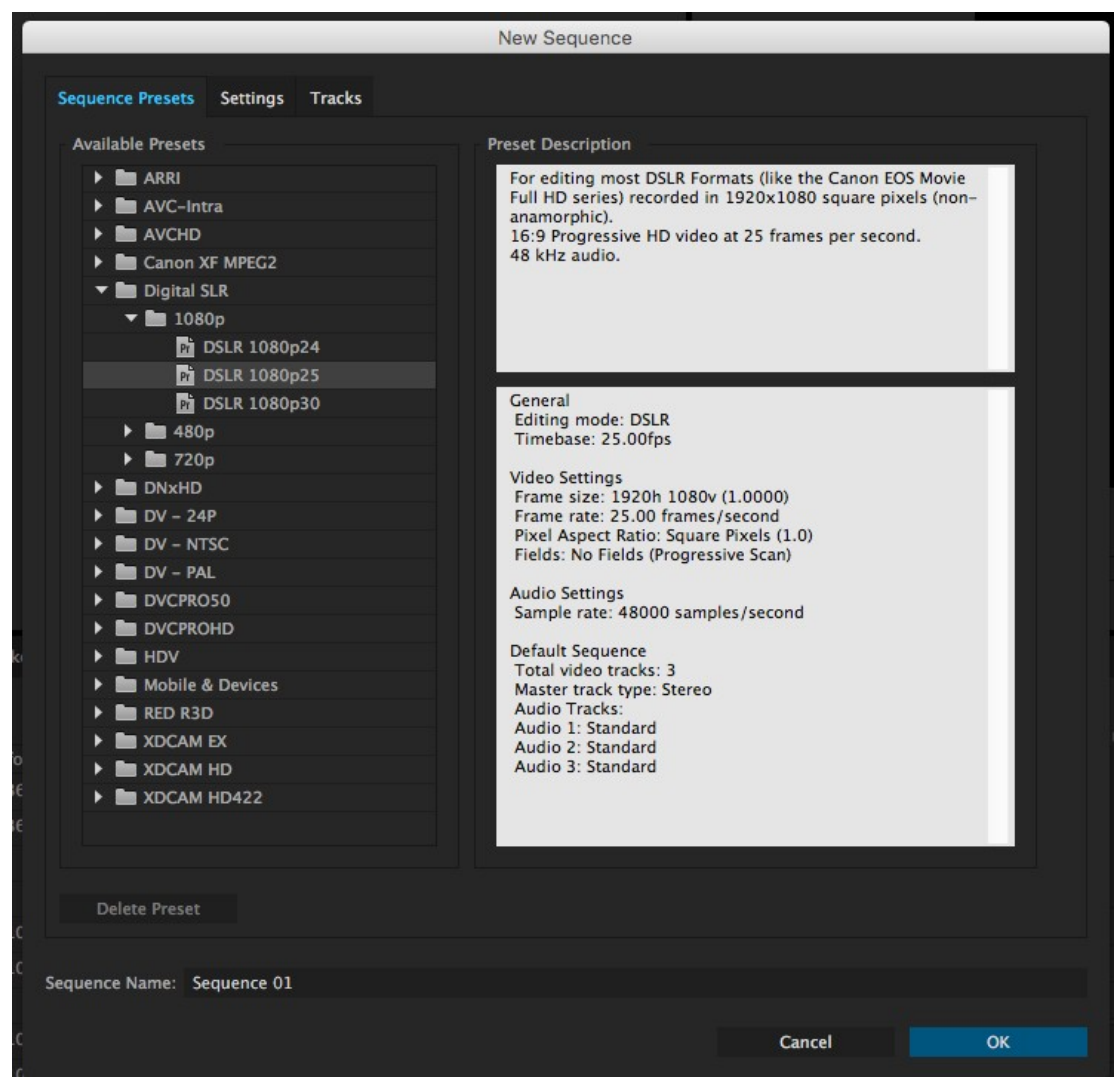 New Sequence
Sequence Presets
Settings
Tracks
Available Presets
ARRI
AVC-Intra
AVCHD
Canon XF MPEG2
Digital SLR
1080p
DSLR 1080p24
DSLR 1080p25
DSLR 1080p30
480p
720p
DNxHD
DV – 24P
DV – NTSC
DV – PAL
DVCPRO50
DVCPROHD
HDV
Mobile & Devices
RED R3D
XDCAM EX
XDCAM HD
XDCAM HD422
Delete Preset
Preset Description
For editing most DSLR Formats (like the Canon EOS Movie
Full HD series) recorded in 1920x1080 square pixels (non-
anamorphic).
16:9 Progressive HD video at 25 frames per second.
48 kHz audio.
General
Editing mode: DSLR
Timebase: 25.00fps
Video Settings
Frame size: 1920h 1080v (1.0000)
Frame rate: 25.00 frames/second
Pixel Aspect Ratio: Square Pixels (1.0)
Fields: No Fields (Progressive Scan)
Audio Settings
Sample rate: 48000 samples/second
Default Sequence
Total video tracks: 3
Master track type: Stereo
Audio Tracks:
Audio 1: Standard
Audio 2: Standard
Audio 3: Standard
Sequence Name: Sequence 01
Cancel
OK